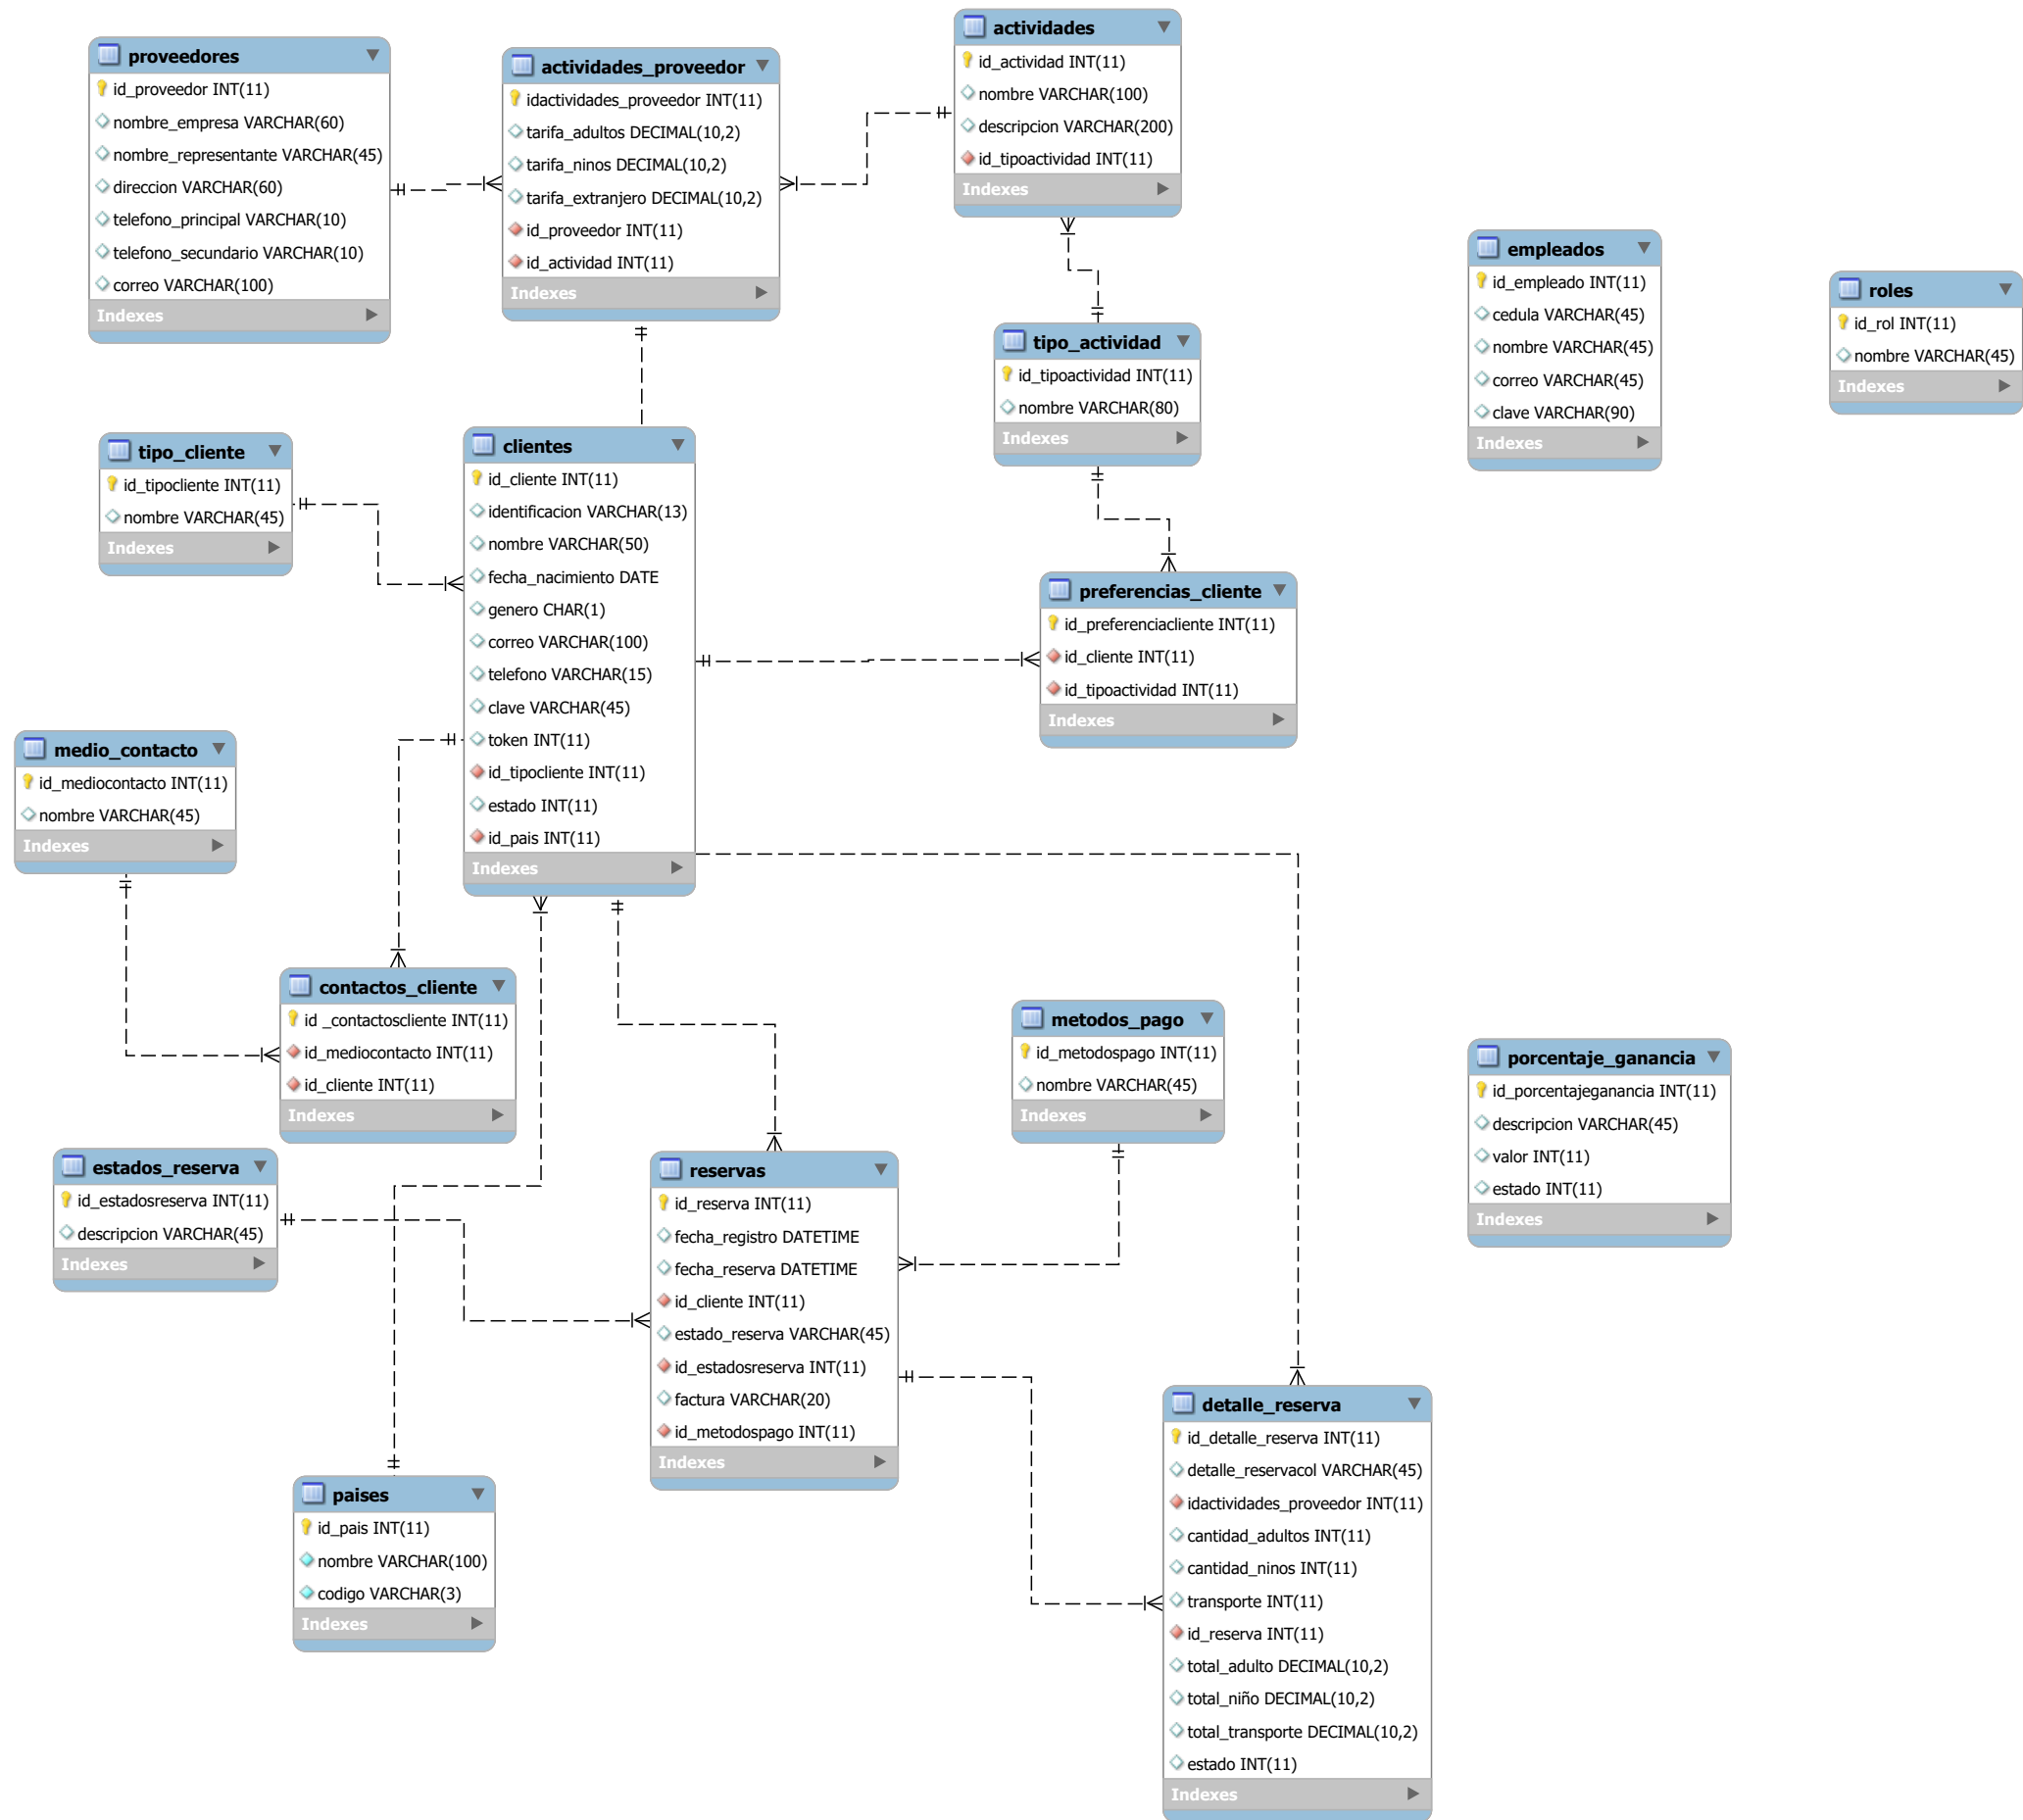 proveedores
id_proveedor INT(11)
nombre_empresa VARCHAR(60)
nombre_representante VARCHAR(45)
direccion VARCHAR(60)
telefono_principal VARCHAR(10)
telefono_secundario VARCHAR(10)
correo VARCHAR(100)
Indexes
actividades_proveedor
idactividades_proveedor INT(11)
tarifa_adultos DECIMAL(10,2)
tarifa_ninos DECIMAL(10,2)
tarifa_extranjero DECIMAL(10,2)
id_proveedor INT(11)
id_actividad INT(11)
Indexes
actividades
id_actividad INT(11)
nombre VARCHAR(100)
descripcion VARCHAR(200)
id_tipoactividad INT(11)
Indexes
empleados
id_empleado INT(11)
cedula VARCHAR(45)
nombre VARCHAR(45)
correo VARCHAR(45)
clave VARCHAR(90)
Indexes
roles
id_rol INT(11)
nombre VARCHAR(45)
Indexes
tipo_actividad
id_tipoactividad INT(11)
nombre VARCHAR(80)
Indexes
tipo_cliente
id_tipocliente INT(11)
nombre VARCHAR(45)
Indexes
clientes
id_cliente INT(11)
identificacion VARCHAR(13)
nombre VARCHAR(50)
fecha_nacimiento DATE
genero CHAR(1)
correo VARCHAR(100)
telefono VARCHAR(15)
clave VARCHAR(45)
token INT(11)
id_tipocliente INT(11)
estado INT(11)
id_pais INT(11)
Indexes
preferencias_cliente
id_preferenciacliente INT(11)
id_cliente INT(11)
id_tipoactividad INT(11)
Indexes
medio_contacto
id_mediocontacto INT(11)
nombre VARCHAR(45)
Indexes
contactos_cliente
id _contactoscliente INT(11)
id_mediocontacto INT(11)
id_cliente INT(11)
Indexes
metodos_pago
id_metodospago INT(11)
nombre VARCHAR(45)
Indexes
porcentaje_ganancia
id_porcentajeganancia INT(11)
descripcion VARCHAR(45)
valor INT(11)
estado INT(11)
Indexes
estados_reserva
id_estadosreserva INT(11)
descripcion VARCHAR(45)
Indexes
reservas
id_reserva INT(11)
fecha_registro DATETIME
fecha_reserva DATETIME
id_cliente INT(11)
estado_reserva VARCHAR(45)
id_estadosreserva INT(11)
factura VARCHAR(20)
id_metodospago INT(11)
Indexes
detalle_reserva
id_detalle_reserva INT(11)
detalle_reservacol VARCHAR(45)
idactividades_proveedor INT(11)
cantidad_adultos INT(11)
cantidad_ninos INT(11)
transporte INT(11)
id_reserva INT(11)
total_adulto DECIMAL(10,2)
total_niño DECIMAL(10,2)
total_transporte DECIMAL(10,2)
estado INT(11)
Indexes
paises
id_pais INT(11)
nombre VARCHAR(100)
codigo VARCHAR(3)
Indexes